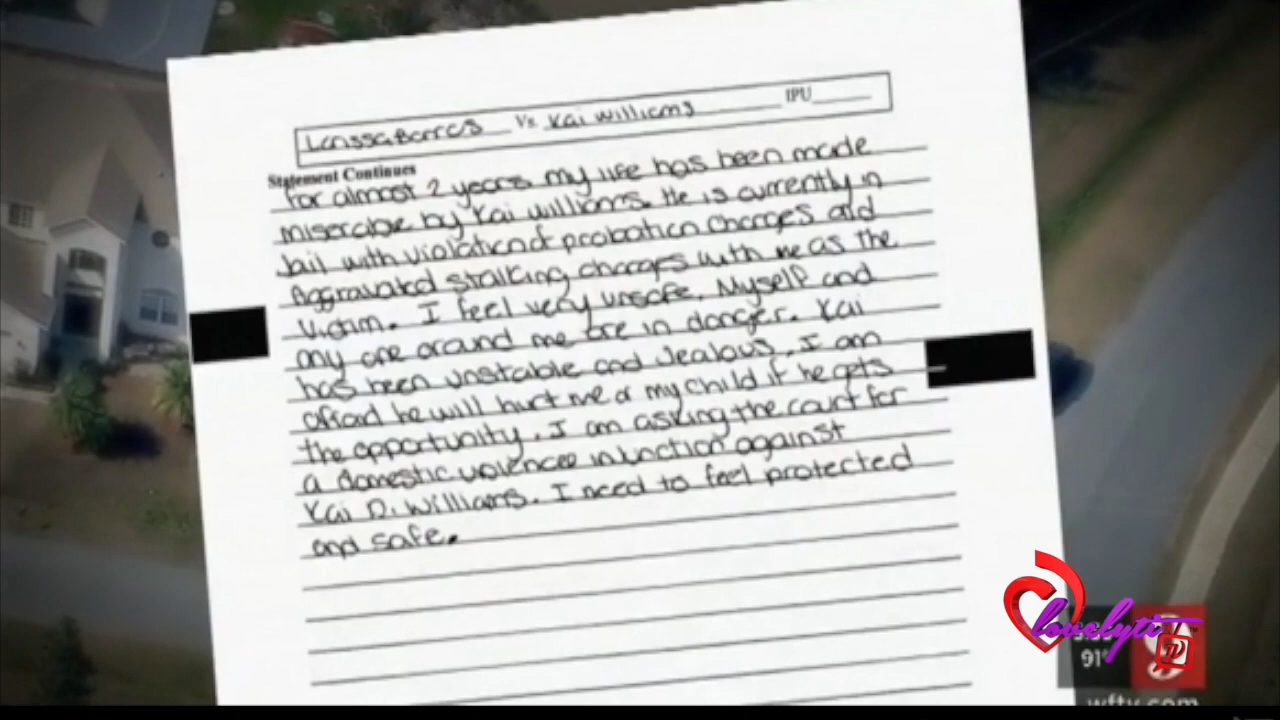 Larissa Barros Vs. Kai Williams IPU
Statement Continues
for almost 2 years my life has been made
miserable by Kai Williams. He is currently in
Jail with violation of probation charges and
Aggravated stalking charges with me as the
victim. I feel very unsafe. Myself and
any one around me are in danger. Kai
has been unstable and Jealous. I am
afraid he will hurt me or my child if he gets
the opportunity. I am asking the court for
a domestic violence injunction against
Kai D. Williams. I need to feel protected
and safe.
lovelyti
TV
91°
9
wftv.com